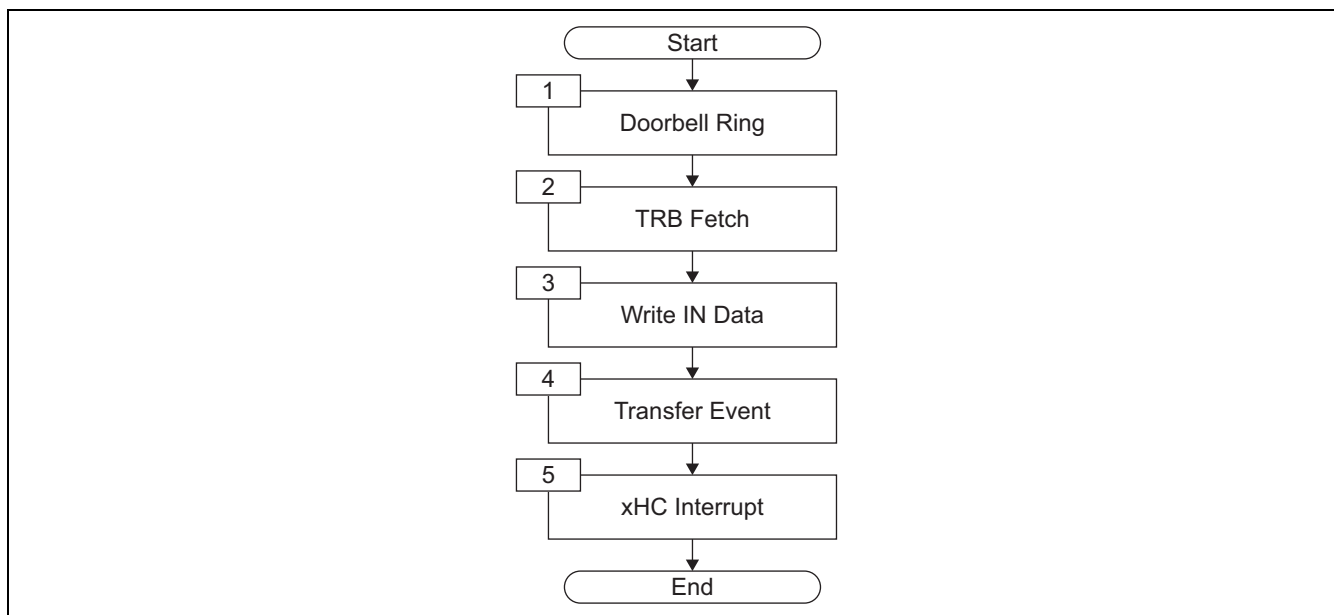 Start
1
Doorbell Ring
2
TRB Fetch
3
Write IN Data
4
Transfer Event
5
xHC Interrupt
End